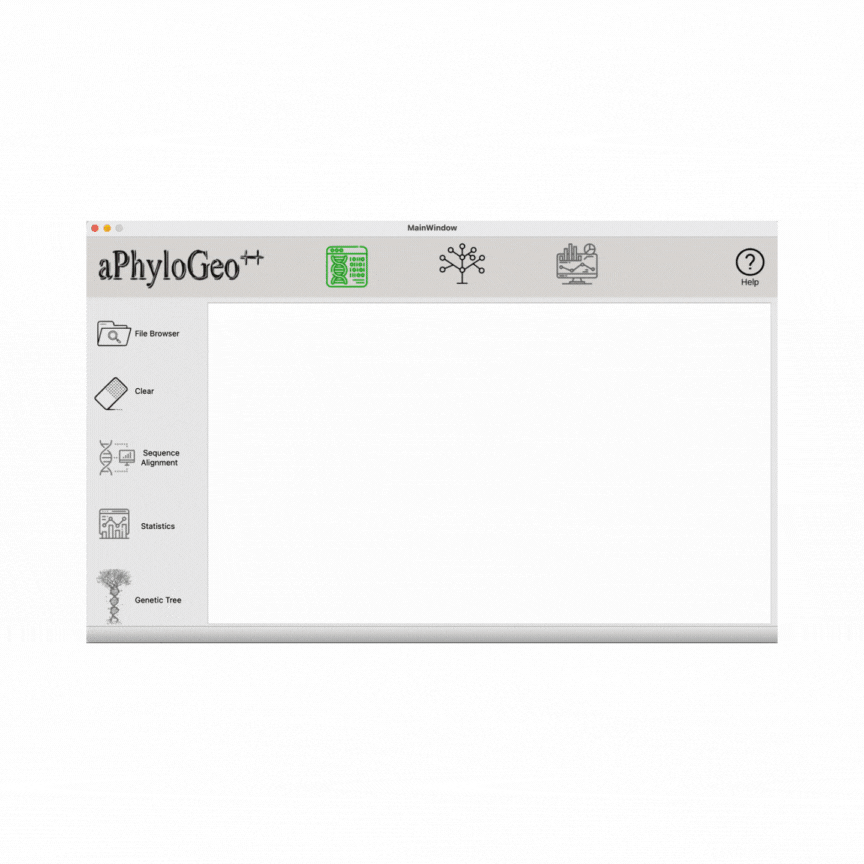 MainWindow
aPhyloGeo++
Help
File Browser
Clear
Sequence
Alignment
Statistics
Genetic Tree